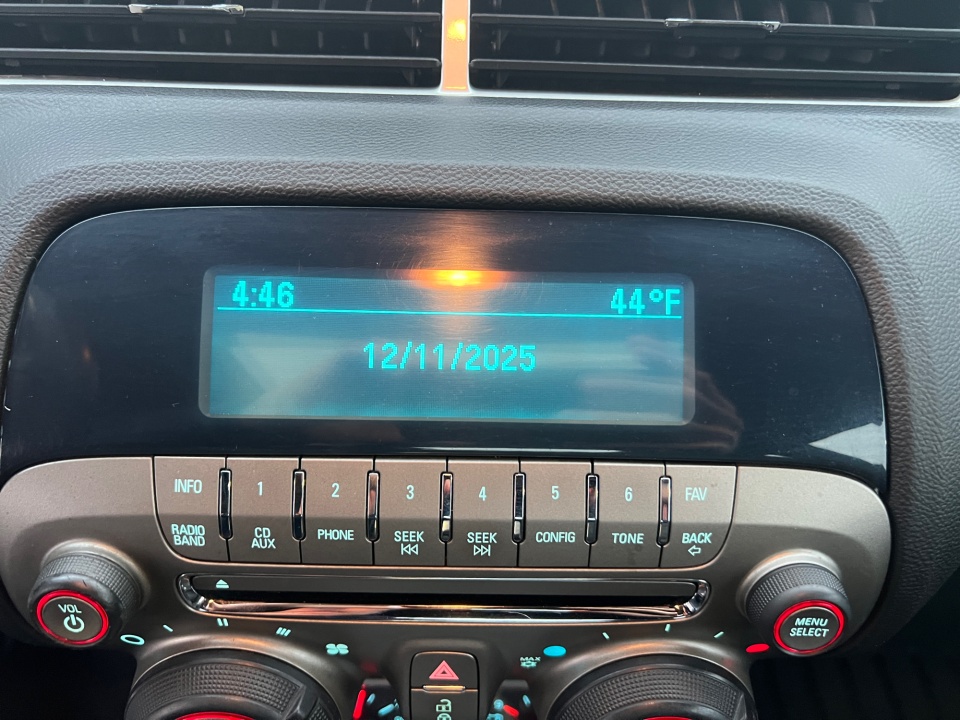 4:46 44°F
12/11/2025
INFO 1 2 3 4 5 6 FAV
RADIO BAND CD AUX PHONE SEEK SEEK CONFIG TONE BACK
VOL
MENU SELECT
MAX